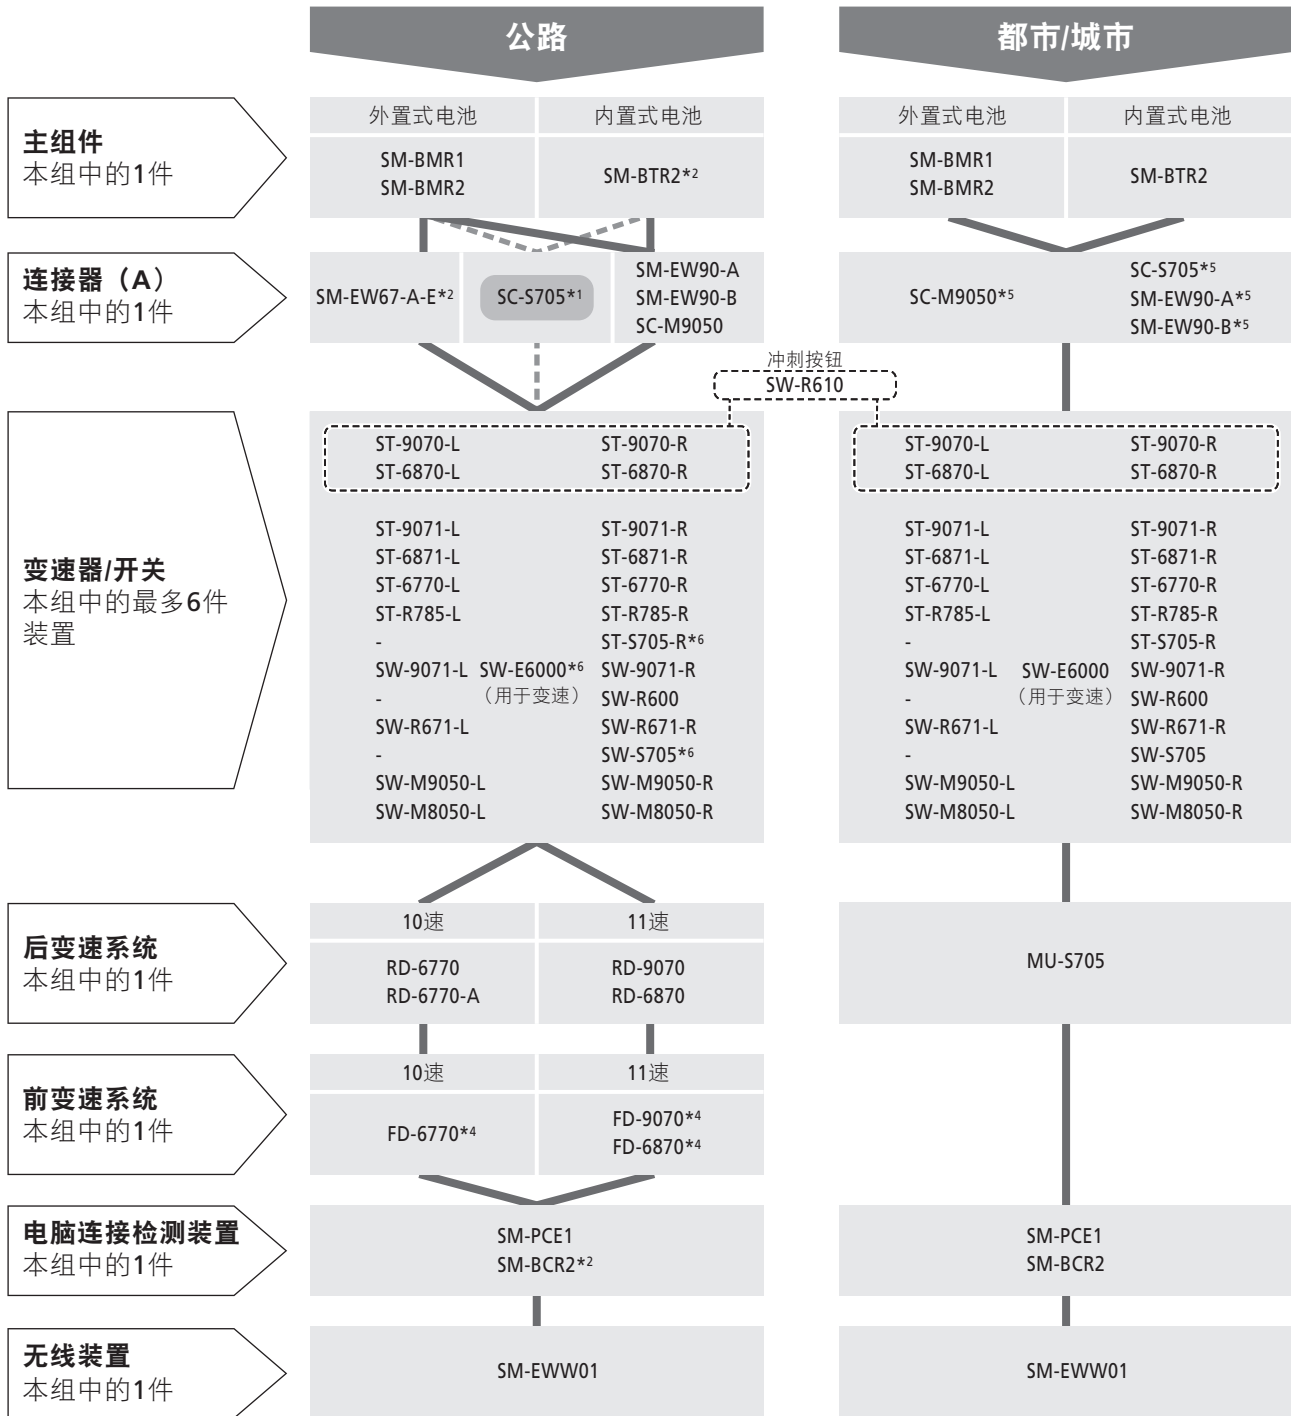 公路
都市/城市
主组件
本组中的1件
外置式电池
内置式电池
SM-BMR1
SM-BMR2
SM-BTR2*2
外置式电池
内置式电池
SM-BMR1
SM-BMR2
SM-BTR2
连接器（A）
本组中的1件
SM-EW67-A-E*2
SC-S705*1
SM-EW90-A
SM-EW90-B
SC-M9050
SC-M9050*5
SC-S705*5
SM-EW90-A*5
SM-EW90-B*5
冲刺按钮
SW-R610
变速器/开关
本组中的最多6件
装置
ST-9070-L ST-9070-R
ST-6870-L ST-6870-R
ST-9071-L ST-9071-R
ST-6871-L ST-6871-R
ST-6770-L ST-6770-R
ST-R785-L ST-R785-R
- ST-S705-R*6
SW-9071-L SW-E6000*6 SW-9071-R
- （用于变速） SW-R600
SW-R671-L SW-R671-R
- SW-S705*6
SW-M9050-L SW-M9050-R
SW-M8050-L SW-M8050-R
ST-9070-L ST-9070-R
ST-6870-L ST-6870-R
ST-9071-L ST-9071-R
ST-6871-L ST-6871-R
ST-6770-L ST-6770-R
ST-R785-L ST-R785-R
- ST-S705-R
SW-9071-L SW-E6000 SW-9071-R
- （用于变速） SW-R600
SW-R671-L SW-R671-R
- SW-S705
SW-M9050-L SW-M9050-R
SW-M8050-L SW-M8050-R
后变速系统
本组中的1件
10速
11速
RD-6770
RD-6770-A
RD-9070
RD-6870
MU-S705
前变速系统
本组中的1件
10速
11速
FD-6770*4
FD-9070*4
FD-6870*4
电脑连接检测装置
本组中的1件
SM-PCE1
SM-BCR2*2
SM-PCE1
SM-BCR2
无线装置
本组中的1件
SM-EWW01
SM-EWW01